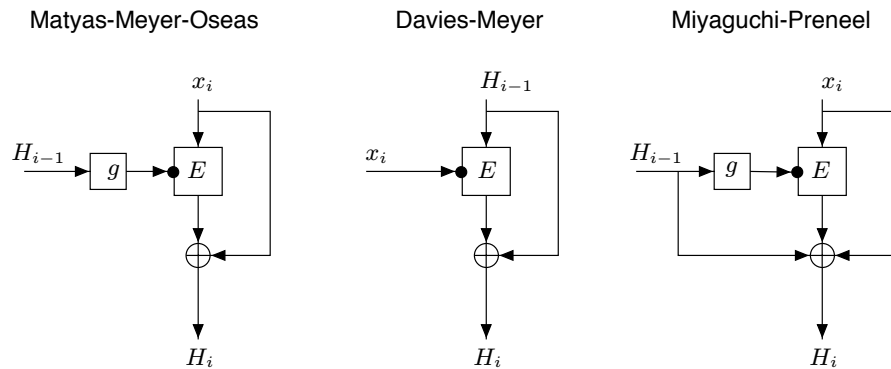 Matyas-Meyer-Oseas
x_i
H_{i−1}
g
E
H_i
Davies-Meyer
H_{i−1}
x_i
E
H_i
Miyaguchi-Preneel
x_i
H_{i−1}
g
E
H_i